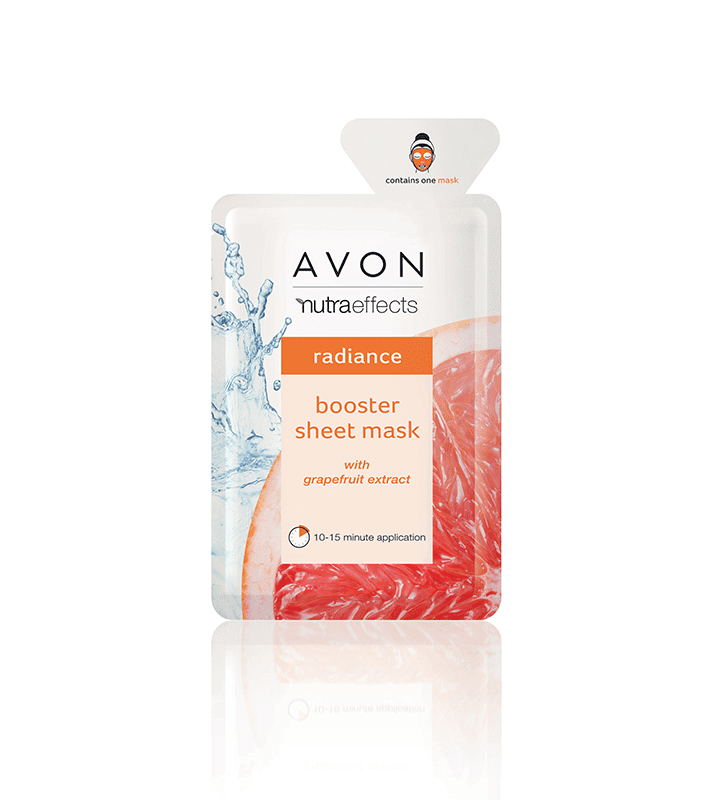 contains one mask
AVON
nutraeffects
radiance
booster
sheet mask
with
grapefruit extract
10-15 minute application